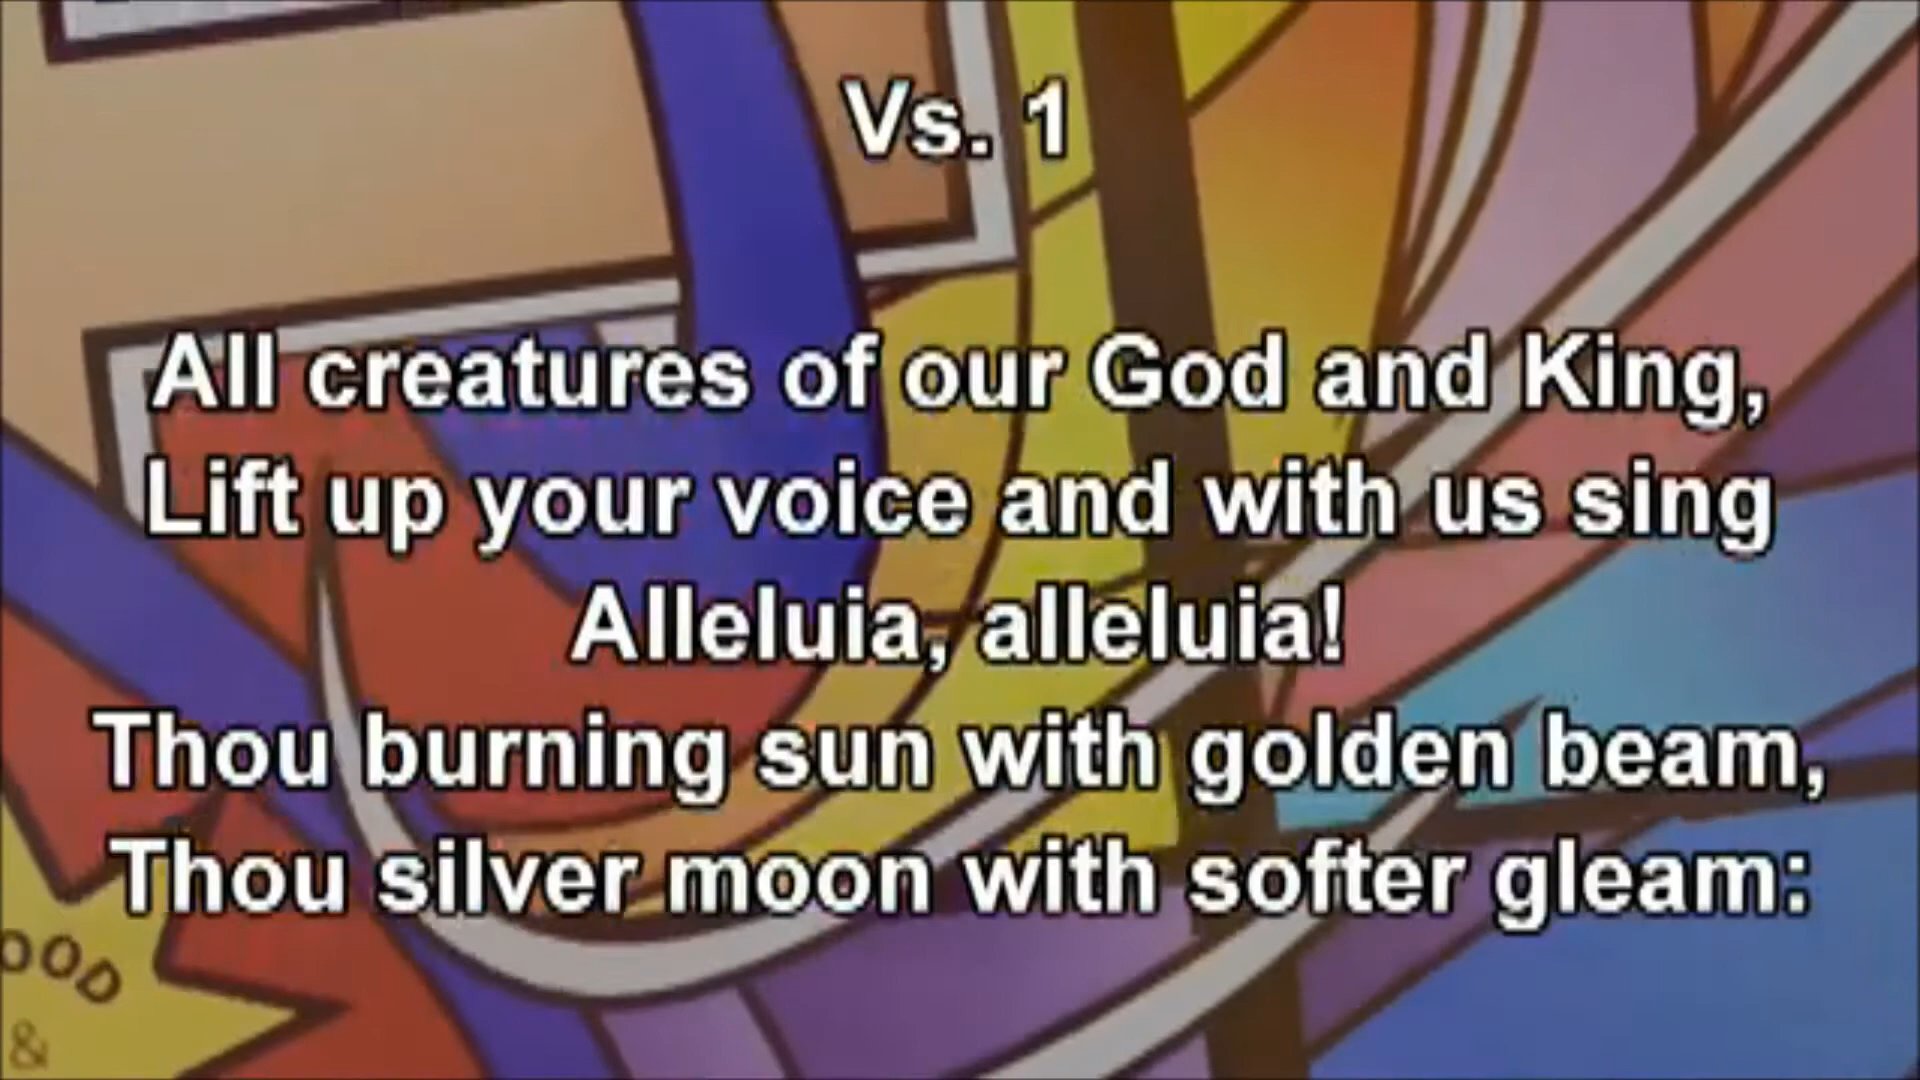 Vs. 1
All creatures of our God and King,
Lift up your voice and with us sing
Alleluia, alleluia!
Thou burning sun with golden beam,
Thou silver moon with softer gleam:
OOD
&